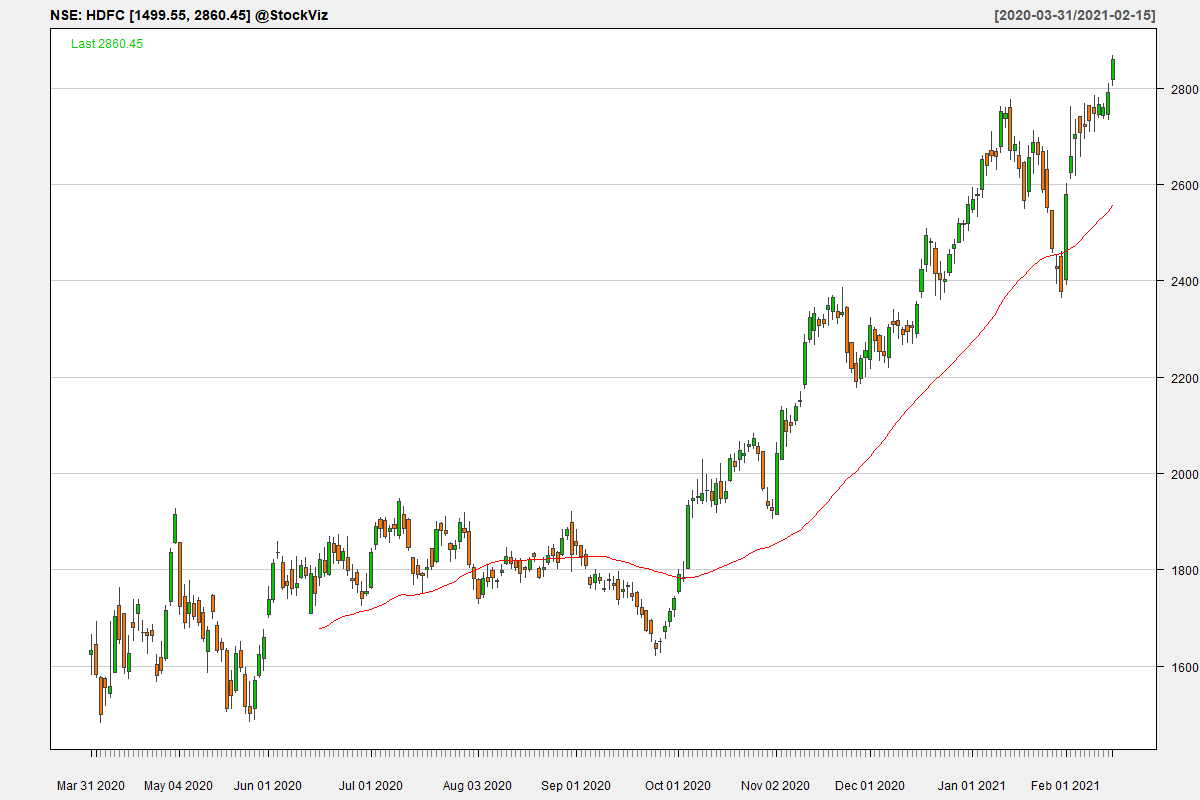 NSE: HDFC [1499.55, 2860.45] @StockViz [2020-03-31/2021-02-15]
Last 2860.45
2800
2600
2400
2200
2000
1800
1600
Mar 31 2020 May 04 2020 Jun 01 2020 Jul 01 2020 Aug 03 2020 Sep 01 2020 Oct 01 2020 Nov 02 2020 Dec 01 2020 Jan 01 2021 Feb 01 2021